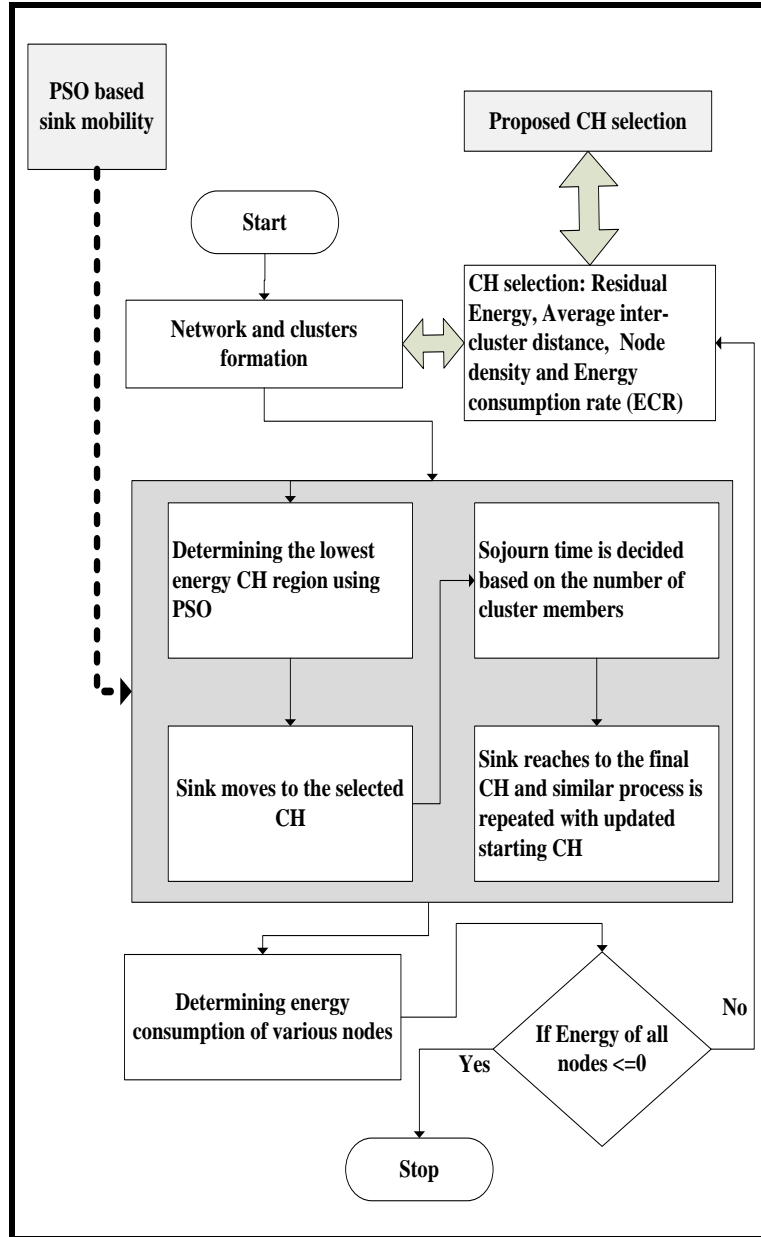 PSO based
sink mobility
Proposed CH selection
Start
CH selection: Residual
Energy, Average inter-
cluster distance, Node
density and Energy
consumption rate (ECR)
Network and clusters
formation
Determining the lowest
energy CH region using
PSO
Sojourn time is decided
based on the number of
cluster members
Sink moves to the selected
CH
Sink reaches to the final
CH and similar process is
repeated with updated
starting CH
Determining energy
consumption of various nodes
If Energy of all
nodes <=0
No
Yes
Stop